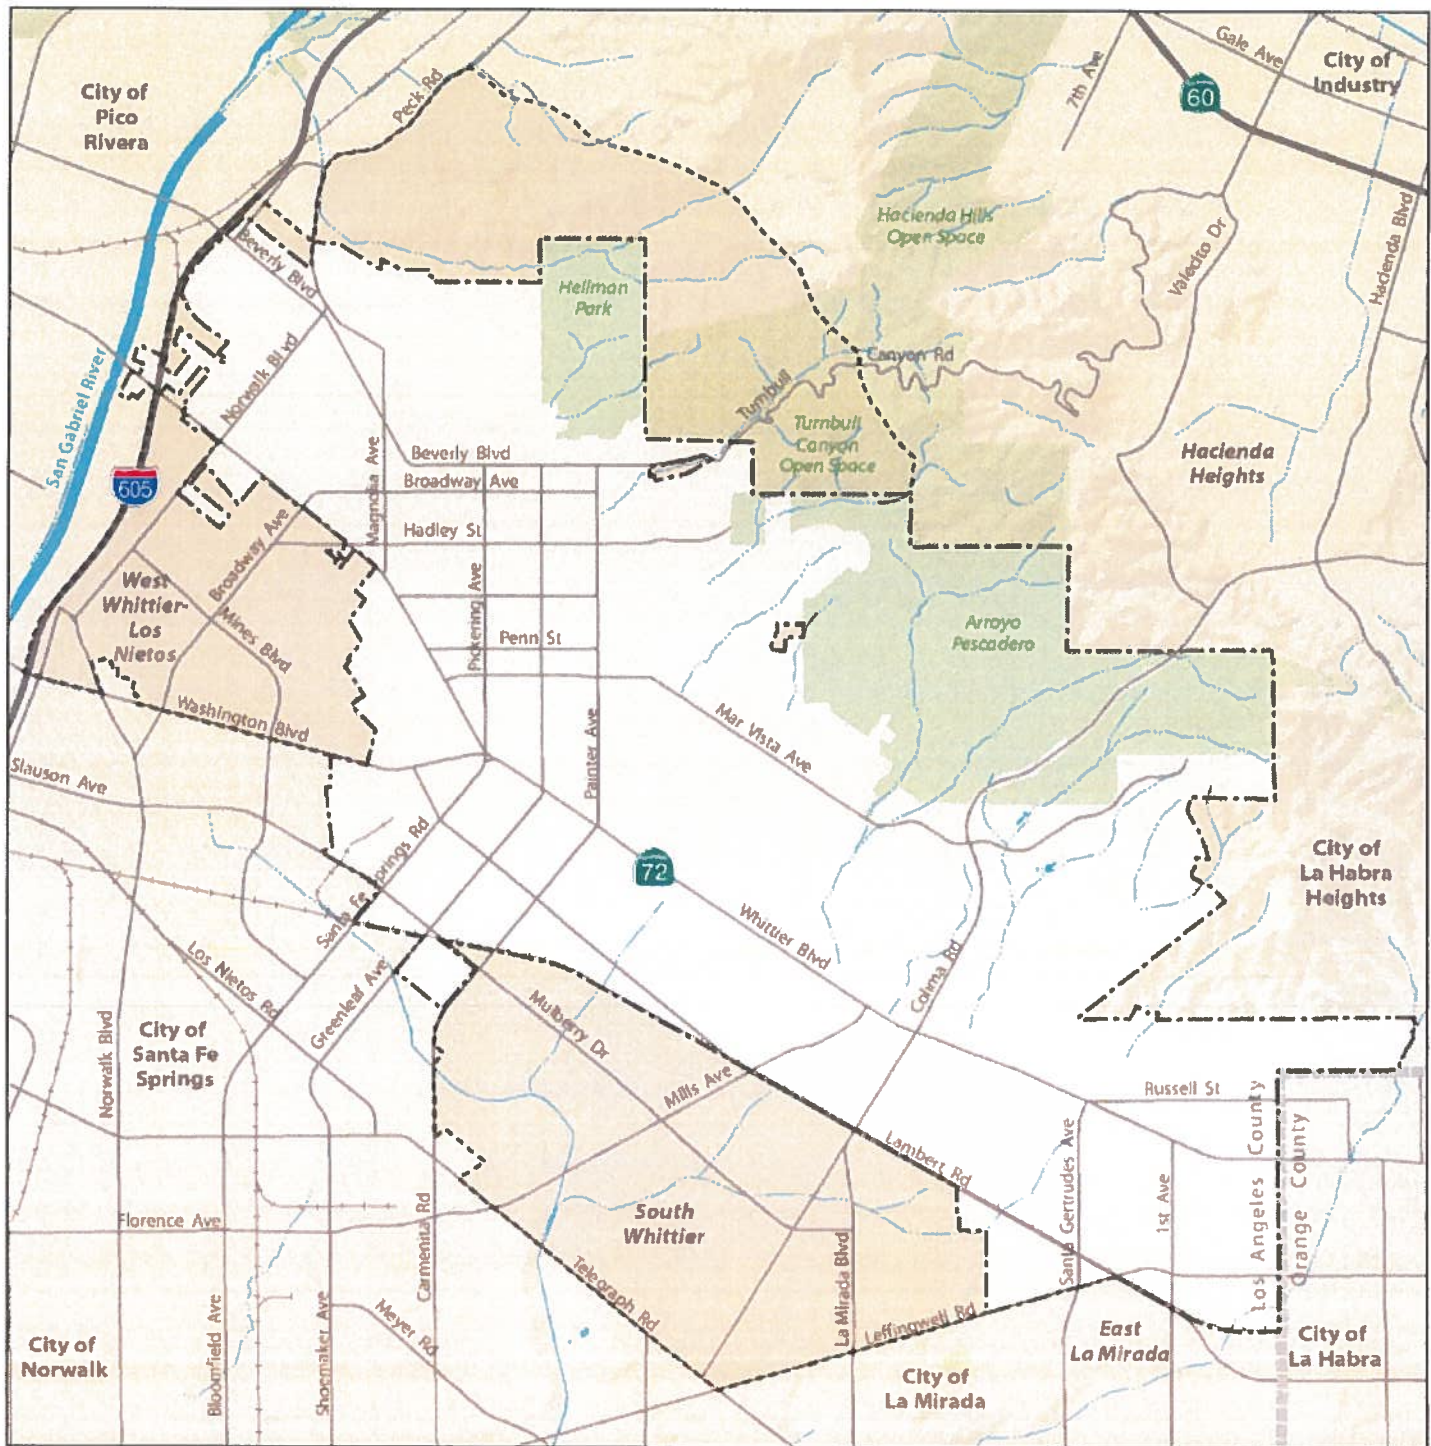 Gale Ave
City of
Industry
7th Ave
60
City of
Pico
Rivera
Peck Rd
Hacienda Hills
Open Space
Valecito Dr
Hacienda Blvd
Beverly Blvd
Hellman
Park
San Gabriel River
Norwalk Blvd
Canyon Rd
Turnbull
Turnbull
Canyon
Open Space
Hacienda
Heights
605
Magnolia Ave
Beverly Blvd
Broadway Ave
Hadley St
Broadway Ave
West
Whittier-
Los
Nietos
Mines Blvd
Pickering Ave
Penn St
Arroyo
Pescadero
Washington Blvd
Mar Vista Ave
Painter Ave
Slauson Ave
Santa Fe Springs Rd
72
City of
La Habra
Heights
Whittier Blvd
Colima Rd
Los Nietos Rd
Greenleaf Ave
Mulberry Dr
Norwalk Blvd
City of
Santa Fe
Springs
Mills Ave
Russell St
Los Angeles County
Orange County
Lambert Rd
Santa Gertrudes Ave
1st Ave
Florence Ave
Carmenita Rd
South
Whittier
Telegraph Rd
La Mirada Blvd
Leffingwell Rd
Bloomfield Ave
Shoemaker Ave
Meyer Rd
City of
Norwalk
East
La Mirada
City of
La Habra
City of
La Mirada